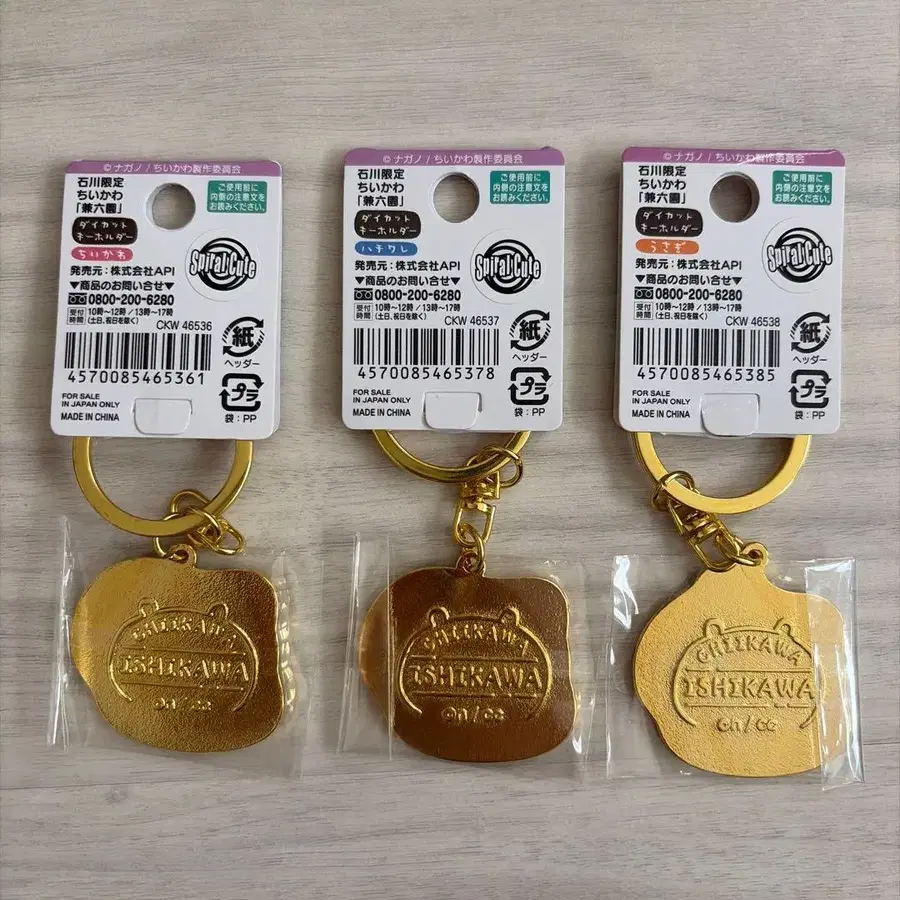 © ナガノ / ちいかわ製作委員会
石川限定
ちいかわ
「兼六園」
ご使用前に
内側の注意文を
お読みください。
ダイカット
キーホルダー
ちいかわ
SpiralCute
発売元:株式会社API
▼商品のお問い合せ▼
0800-200-6280
受付時間 10時〜12時 / 13時〜17時
(土日、祝日を除く)
CKW 46536
紙
ヘッダー
4570085465361
プラ
袋:PP
FOR SALE
IN JAPAN ONLY
MADE IN CHINA
CHIIKAWA
ISHIKAWA
en/cc
© ナガノ / ちいかわ製作委員会
石川限定
ちいかわ
「兼六園」
ご使用前に
内側の注意文を
お読みください。
ダイカット
キーホルダー
ハチワレ
SpiralCute
発売元:株式会社API
▼商品のお問い合せ▼
0800-200-6280
受付時間 10時〜12時 / 13時〜17時
(土日、祝日を除く)
CKW 46537
紙
ヘッダー
4570085465378
プラ
袋:PP
FOR SALE
IN JAPAN ONLY
MADE IN CHINA
CHIIKAWA
ISHIKAWA
en/cc
© ナガノ / ちいかわ製作委員会
石川限定
ちいかわ
「兼六園」
ご使用前に
内側の注意文を
お読みください。
ダイカット
キーホルダー
うさぎ
SpiralCute
発売元:株式会社API
▼商品のお問い合せ▼
0800-200-6280
受付時間 10時〜12時 / 13時〜17時
(土日、祝日を除く)
CKW 46538
紙
ヘッダー
4570085465385
プラ
袋:PP
FOR SALE
IN JAPAN ONLY
MADE IN CHINA
CHIIKAWA
ISHIKAWA
en/cc